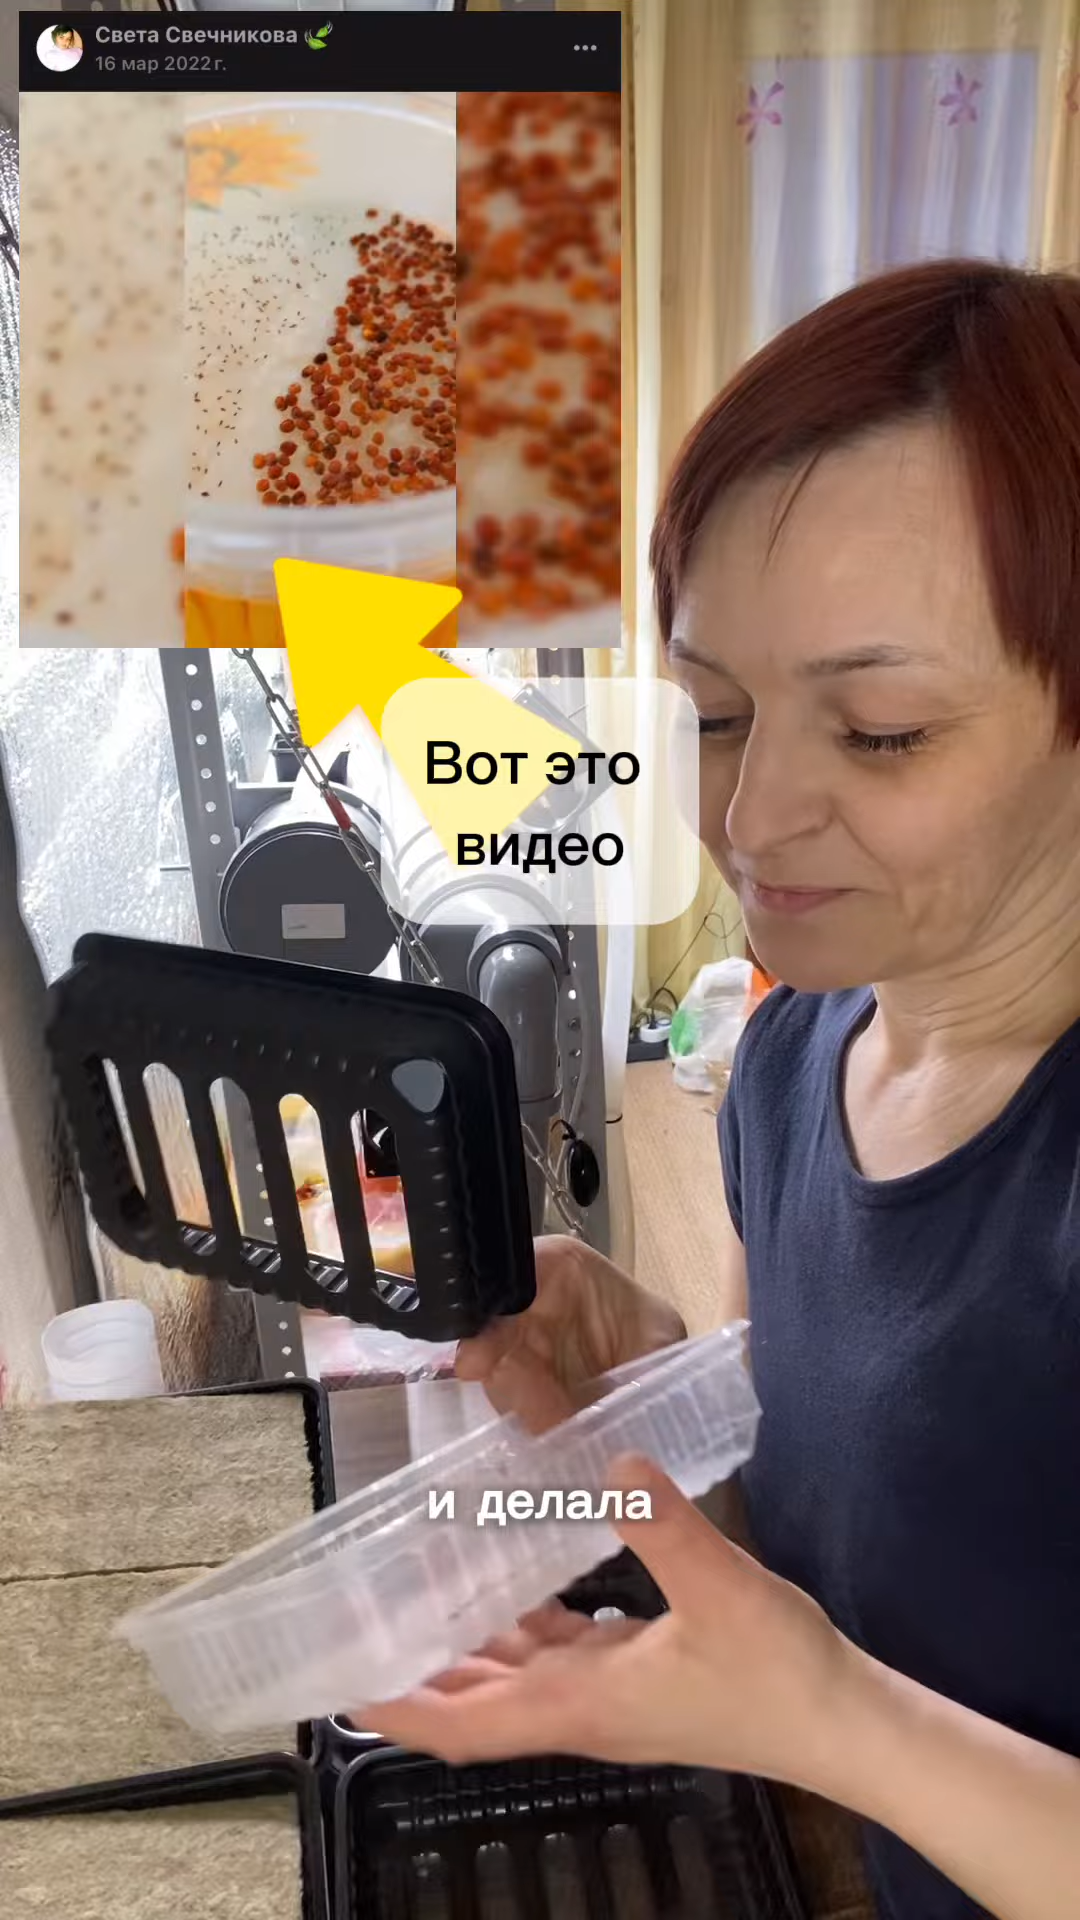 Света Свечникова
16 мар 2022 г.
Вот это
видео
и делала